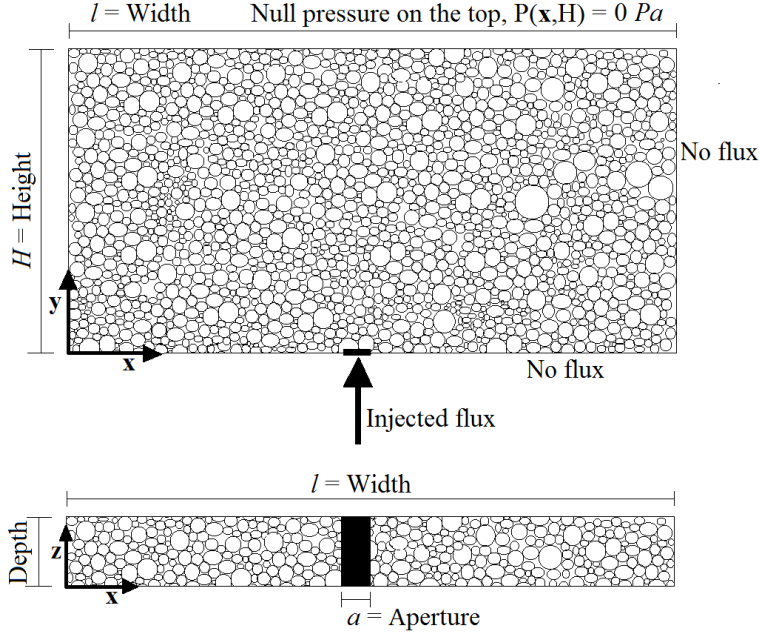 l = Width Null pressure on the top, P(x,H) = 0 Pa
H = Height
No flux
y
x
No flux
Injected flux
l = Width
Depth
z
x
a = Aperture